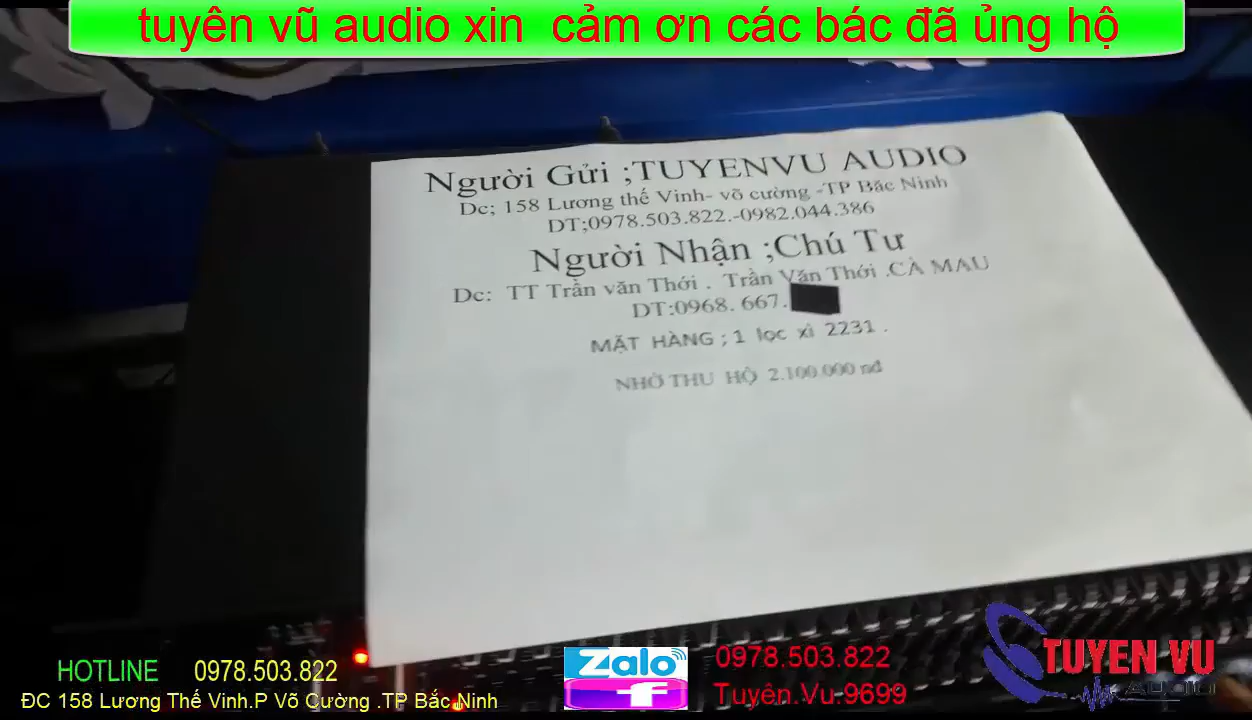 tuyên vũ audio xin cảm ơn các bác đã ủng hộ
Người Gửi ;TUYENVU AUDIO
Dc; 158 Lương thế Vinh- võ cường -TP Bắc Ninh
DT;0978.503.822.-0982.044.386
Người Nhận ;Chú Tư
Dc: TT Trần văn Thới . Trần Văn Thới .CÀ MAU
DT:0968. 667.
MẶT HÀNG ; 1 lọc xì 2231 .
NHỜ THU HỘ 2.100.000 nđ
HOTLINE 0978.503.822
ĐC 158 Lương Thế Vinh.P Võ Cường .TP Bắc Ninh
Zalo
f
0978.503.822
Tuyên.Vu.9699
TUYEN VU
AUDIO